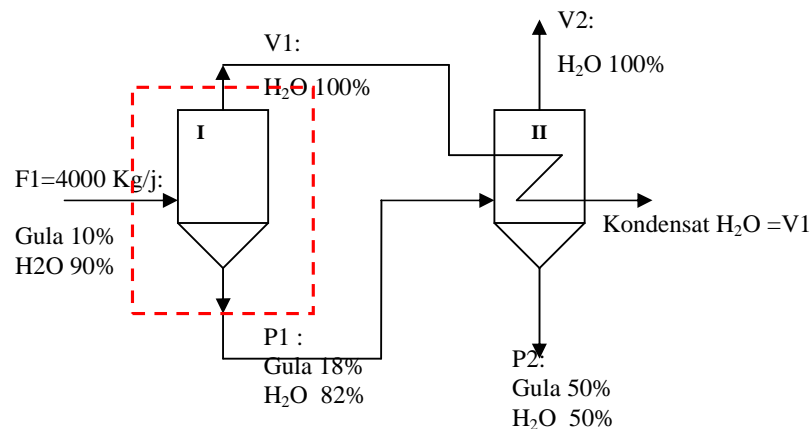 V1:
H₂O 100%
V2:
H₂O 100%
I
II
F1=4000 Kg/j:
Gula 10%
H2O 90%
Kondensat H₂O =V1
P1 :
Gula 18%
H₂O 82%
P2:
Gula 50%
H₂O 50%